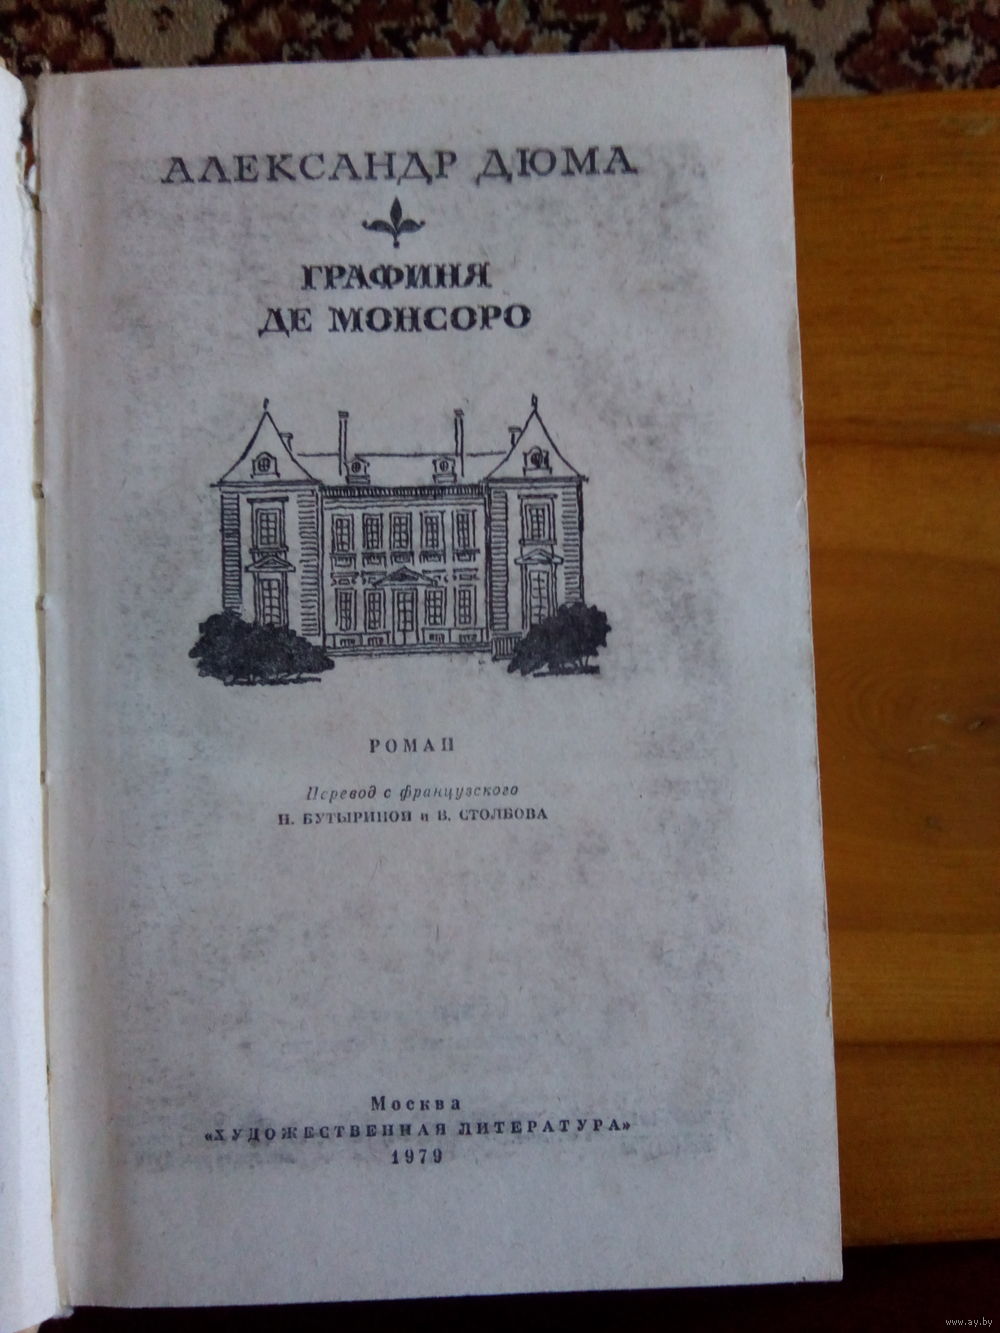 АЛЕКСАНДР ДЮМА
ГРАФИНЯ
ДЕ МОНСОРО
РОМАН
Перевод с французского
Н. БУТЫРИНОЙ и В. СТОЛБОВА
Москва
«ХУДОЖЕСТВЕННАЯ ЛИТЕРАТУРА»
1979
www.ay.by